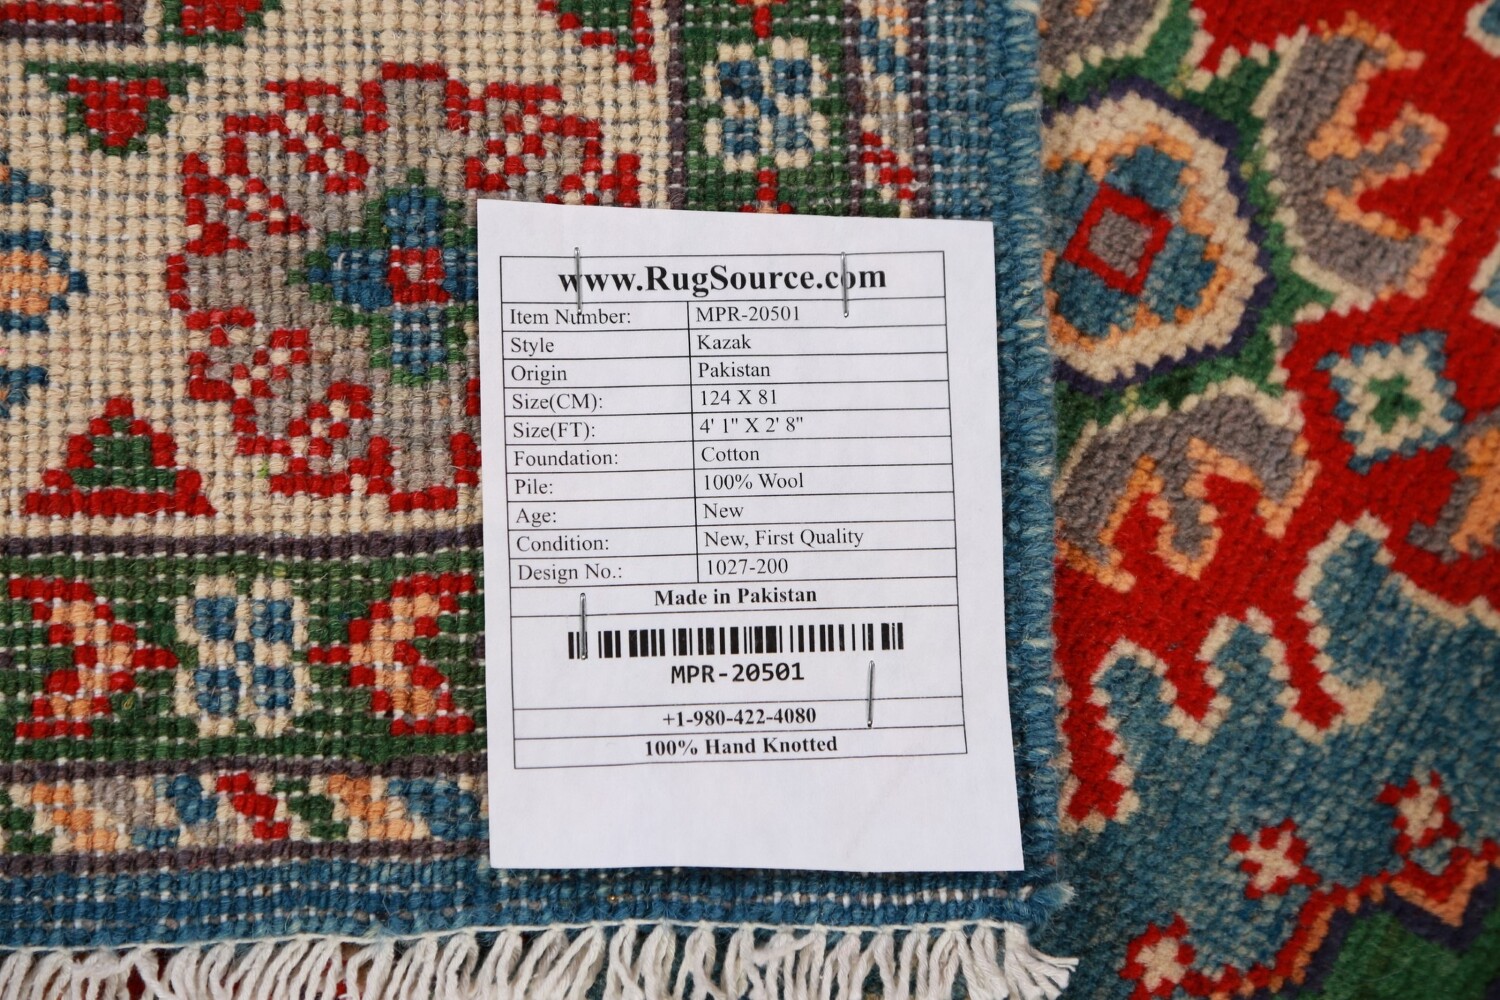 www.RugSource.com
Item Number: MPR-20501
Style Kazak
Origin Pakistan
Size(CM): 124 X 81
Size(FT): 4' 1" X 2' 8"
Foundation: Cotton
Pile: 100% Wool
Age: New
Condition: New, First Quality
Design No.: 1027-200
Made in Pakistan
MPR-20501
+1-980-422-4080
100% Hand Knotted